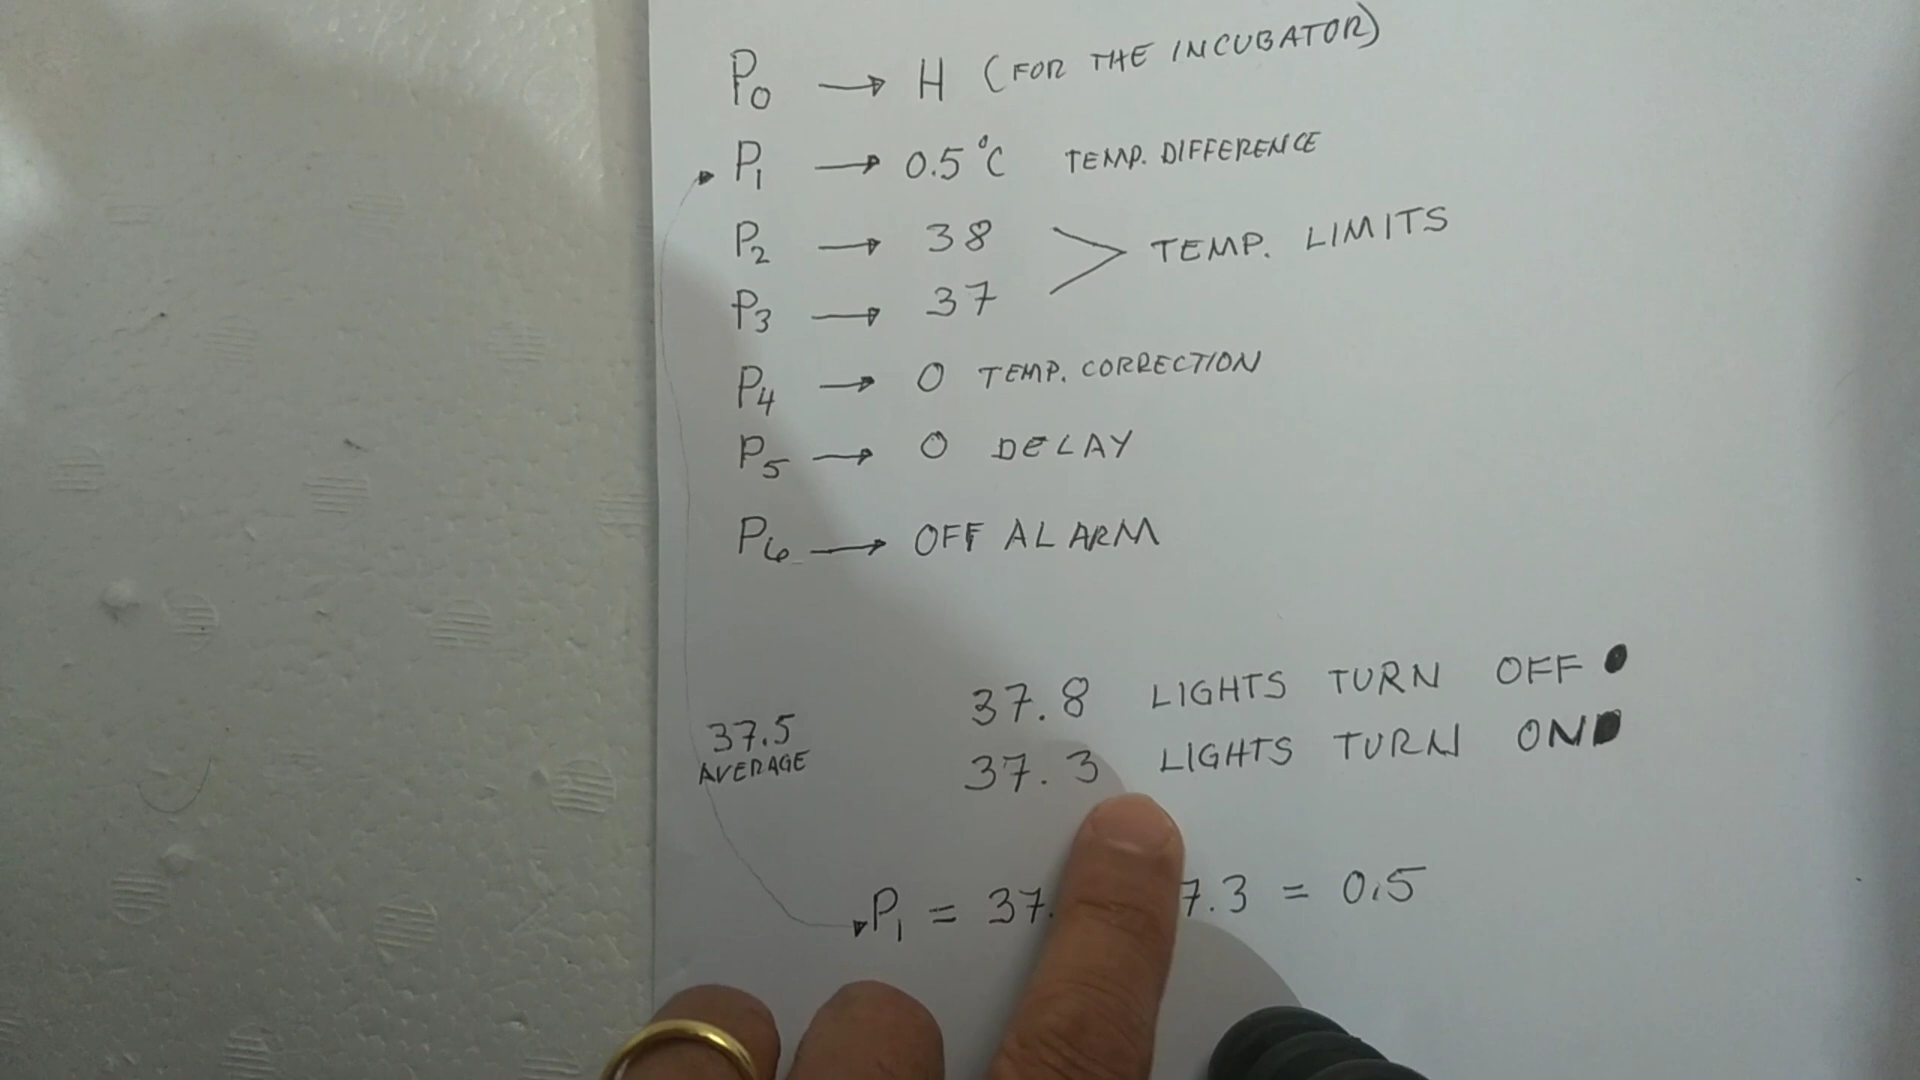 P0 → H (FOR THE INCUBATOR)
P1 → 0.5°C TEMP. DIFFERENCE
P2 → 38
P3 → 37
TEMP. LIMITS
P4 → 0 TEMP. CORRECTION
P5 → 0 DELAY
P6 → OFF ALARM
37.8 LIGHTS TURN OFF
37.3 LIGHTS TURN ON
37.5
AVERAGE
P1 = 37. 7.3 = 0.5